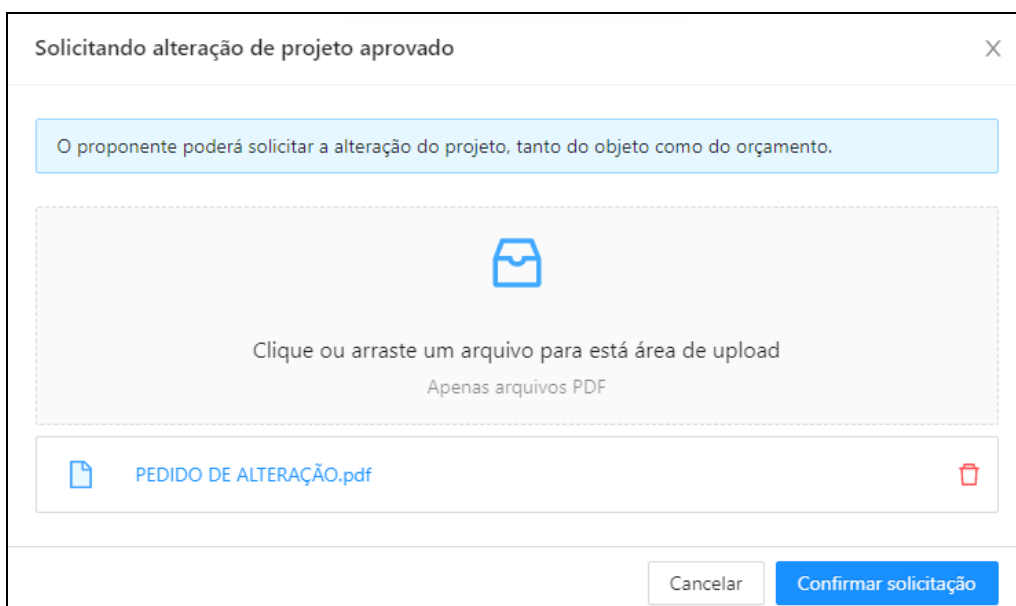 Solicitando alteração de projeto aprovado
O proponente poderá solicitar a alteração do projeto, tanto do objeto como do orçamento.
Clique ou arraste um arquivo para está área de upload
Apenas arquivos PDF
PEDIDO DE ALTERAÇÃO.pdf
Cancelar
Confirmar solicitação